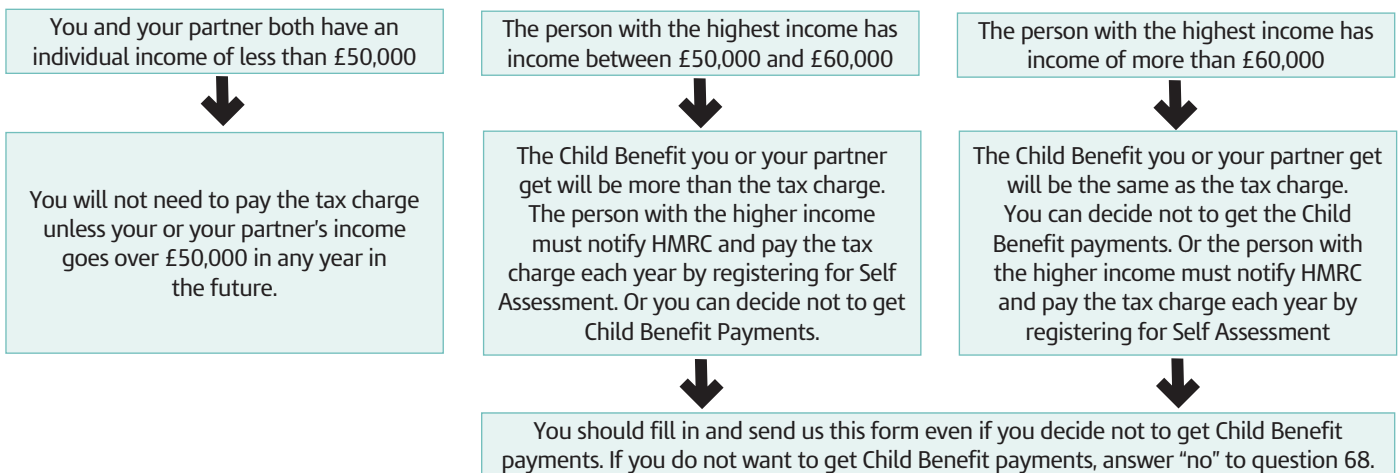 You and your partner both have an
individual income of less than £50,000
You will not need to pay the tax charge
unless your or your partner's income
goes over £50,000 in any year in
the future.
The person with the highest income has
income between £50,000 and £60,000
The Child Benefit you or your partner
get will be more than the tax charge.
The person with the higher income
must notify HMRC and pay the tax
charge each year by registering for Self
Assessment. Or you can decide not to get
Child Benefit Payments.
The person with the highest income has
income of more than £60,000
The Child Benefit you or your partner get
will be the same as the tax charge.
You can decide not to get the Child
Benefit payments. Or the person with
the higher income must notify HMRC
and pay the tax charge each year by
registering for Self Assessment
You should fill in and send us this form even if you decide not to get Child Benefit
payments. If you do not want to get Child Benefit payments, answer "no" to question 68.